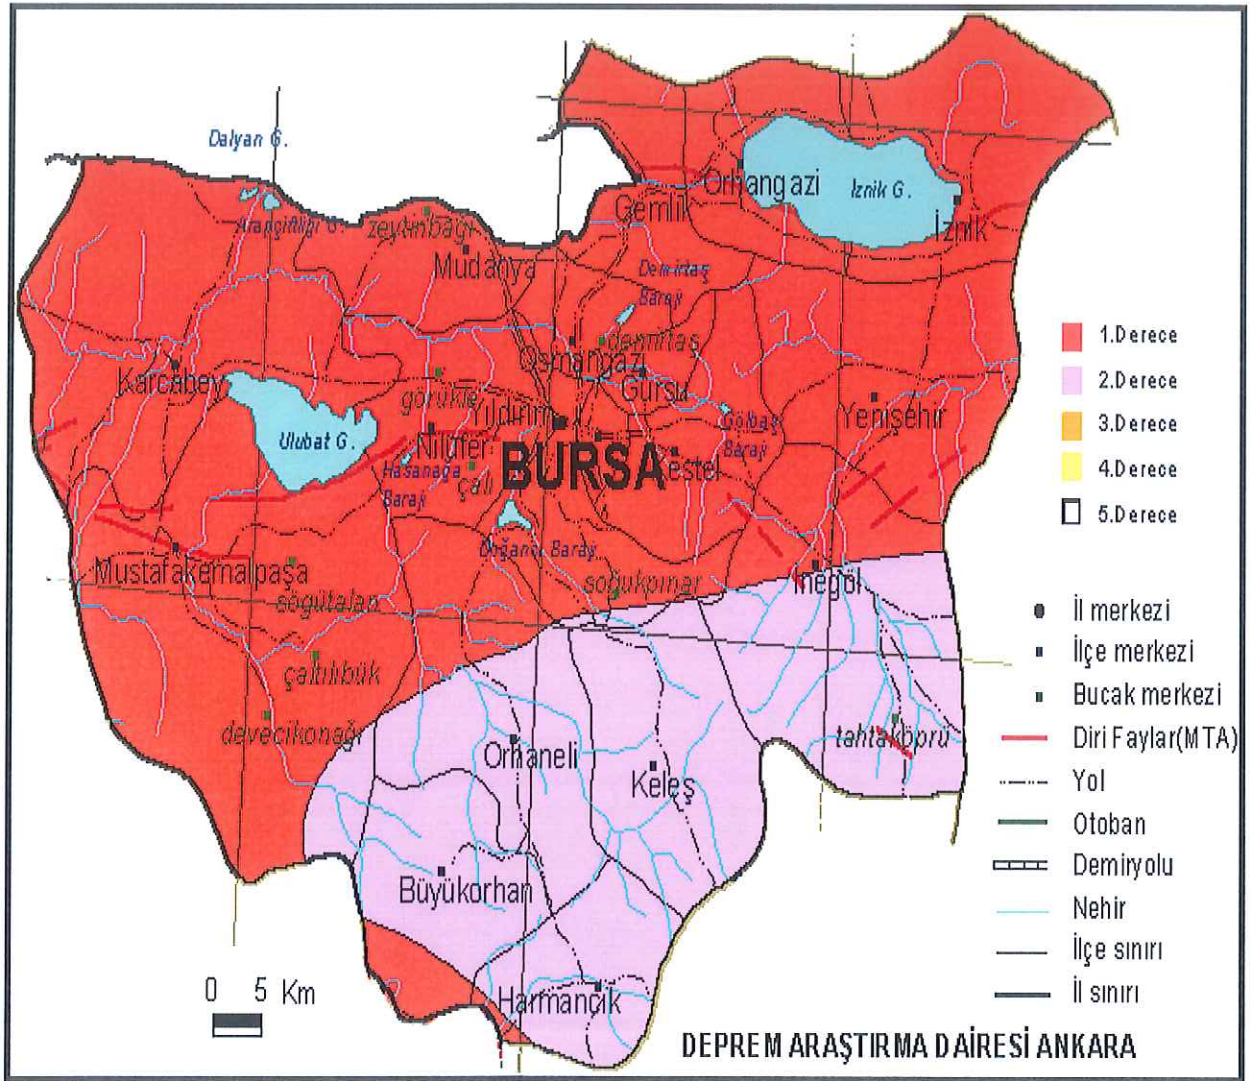 Dalyan G.
Arapçiftliği G.
zeytinbağı
Mudanya
Gemlik
Orhangazi
İznik G.
İznik
Demirtaş
Barajı
demirtaş
Osmangazi
Gürsu
Karcabey
görükle
Yıldırım
Yenişehir
Gölbaşı
Barajı
Ulubat G.
Nilüfer
Hasanağa
Barajı
çalı
BURSA
estel
Doğancı Barajı
Mustafakemalpaşa
söğütalan
soğukpınar
İnegöl
çaltılıbük
devecikonağı
Orhaneli
Keleş
tahtaköprü
Büyükorhan
Harmancık
1.Derece
2.Derece
3.Derece
4.Derece
5.Derece
İl merkezi
İlçe merkezi
Bucak merkezi
Diri Faylar(MTA)
Yol
Otoban
Demiryolu
Nehir
İlçe sınırı
İl sınırı
0 5 Km
DEPREM ARAŞTIRMA DAİRESİ ANKARA